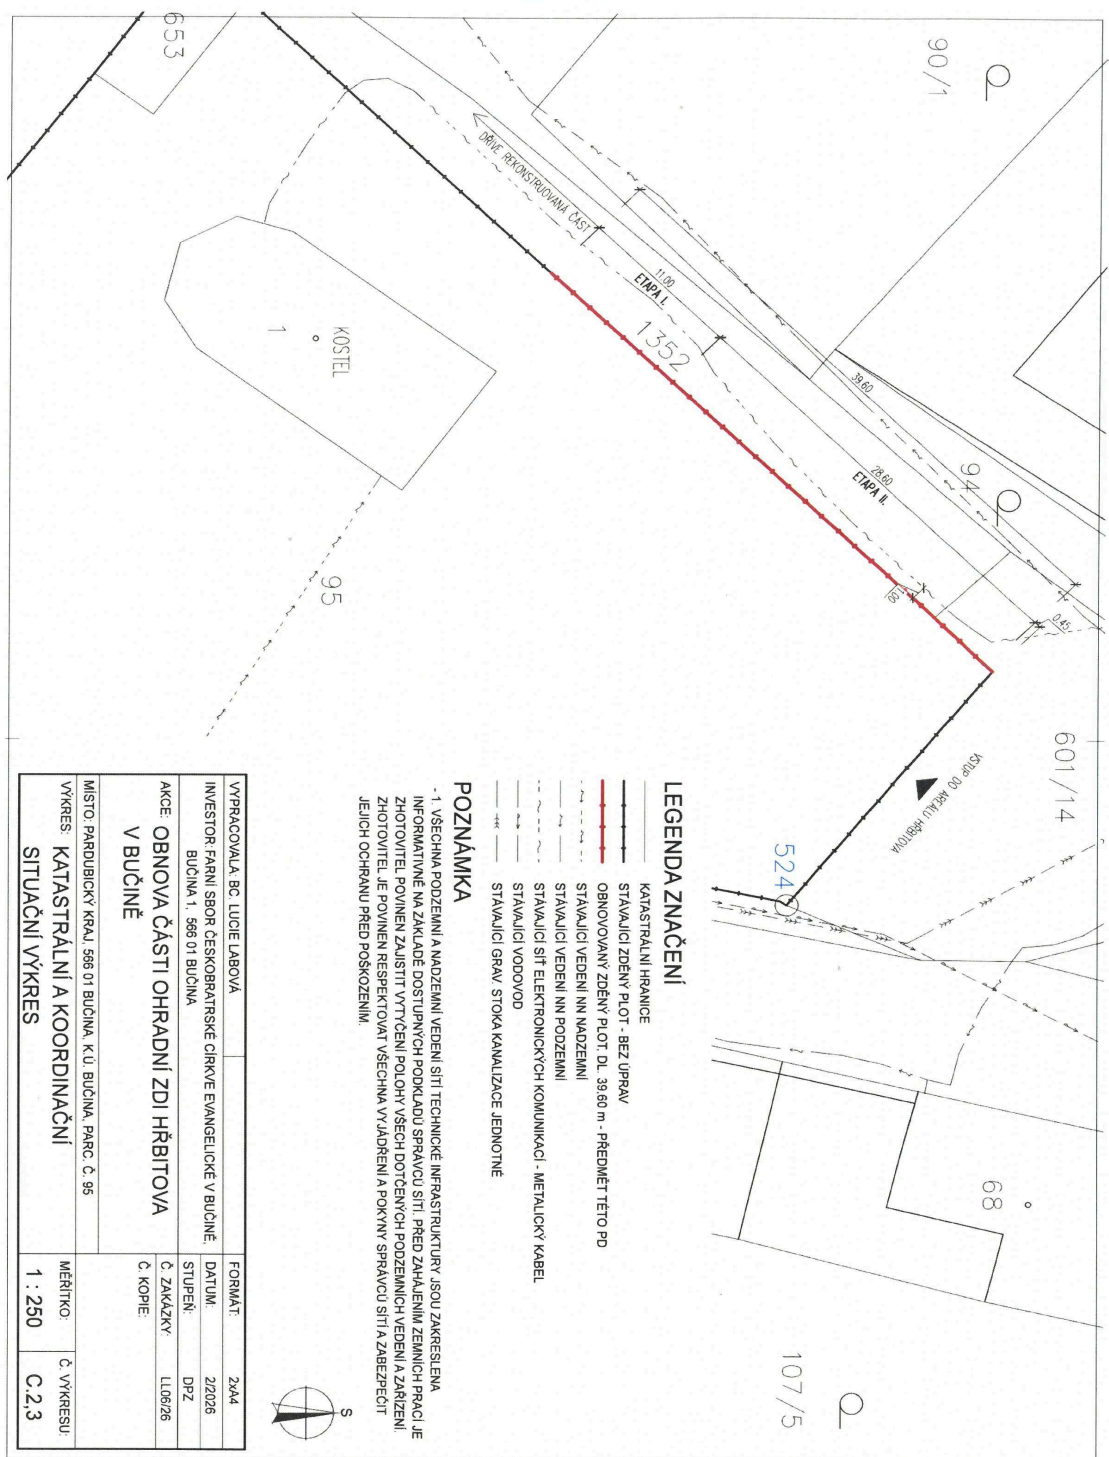 653
90/1
DŘÍVE REKONSTRUOVANÁ ČÁST
11.00
ETAPA I.
1352
39.60
28.60
ETAPA II.
94
1.00
0.45
KOSTEL
1
95
601/14
VSTUP DO AREÁLU HŘBITOVA
524
68
107/5
LEGENDA ZNAČENÍ
KATASTRÁLNÍ HRANICE
STÁVAJÍCÍ ZDĚNÝ PLOT - BEZ ÚPRAV
OBNOVOVANÝ ZDĚNÝ PLOT, DL. 39,60 m - PŘEDMĚT TÉTO PD
STÁVAJÍCÍ VEDENÍ NN NADZEMNÍ
STÁVAJÍCÍ VEDENÍ NN PODZEMNÍ
STÁVAJÍCÍ SÍŤ ELEKTRONICKÝCH KOMUNIKACÍ - METALICKÝ KABEL
STÁVAJÍCÍ VODOVOD
STÁVAJÍCÍ GRAV. STOKA KANALIZACE JEDNOTNÉ
POZNÁMKA
- 1. VŠECHNA PODZEMNÍ A NADZEMNÍ VEDENÍ SÍTÍ TECHNICKÉ INFRASTRUKTURY JSOU ZAKRESLENA
INFORMATIVNĚ NA ZÁKLADĚ DOSTUPNÝCH PODKLADŮ SPRÁVCŮ SÍTÍ. PŘED ZAHÁJENÍM ZEMNÍCH PRACÍ JE
ZHOTOVITEL POVINEN ZAJISTIT VYTYČENÍ POLOHY VŠECH DOTČENÝCH PODZEMNÍCH VEDENÍ A ZAŘÍZENÍ.
ZHOTOVITEL JE POVINEN RESPEKTOVAT VŠECHNA VYJÁDŘENÍ A POKYNY SPRÁVCŮ SÍTÍ A ZABEZPEČIT
JEJICH OCHRANU PŘED POŠKOZENÍM.
S
VYPRACOVALA: BC. LUCIE LABOVÁ
INVESTOR: FARNÍ SBOR ČESKOBRATRSKÉ CÍRKVE EVANGELICKÉ V BUČINĚ,
BUČINA 1, 566 01 BUČINA
AKCE: OBNOVA ČÁSTI OHRADNÍ ZDI HŘBITOVA
V BUČINĚ
MÍSTO: PARDUBICKÝ KRAJ, 566 01 BUČINA, K.Ú. BUČINA, PARC. Č. 95
VÝKRES: KATASTRÁLNÍ A KOORDINAČNÍ
SITUAČNÍ VÝKRES
FORMÁT: 2xA4
DATUM: 2/2026
STUPEŇ: DPZ
Č. ZAKÁZKY: LL06/26
Č. KOPIE:
MĚŘÍTKO: 1 : 250
Č. VÝKRESU: C.2,3